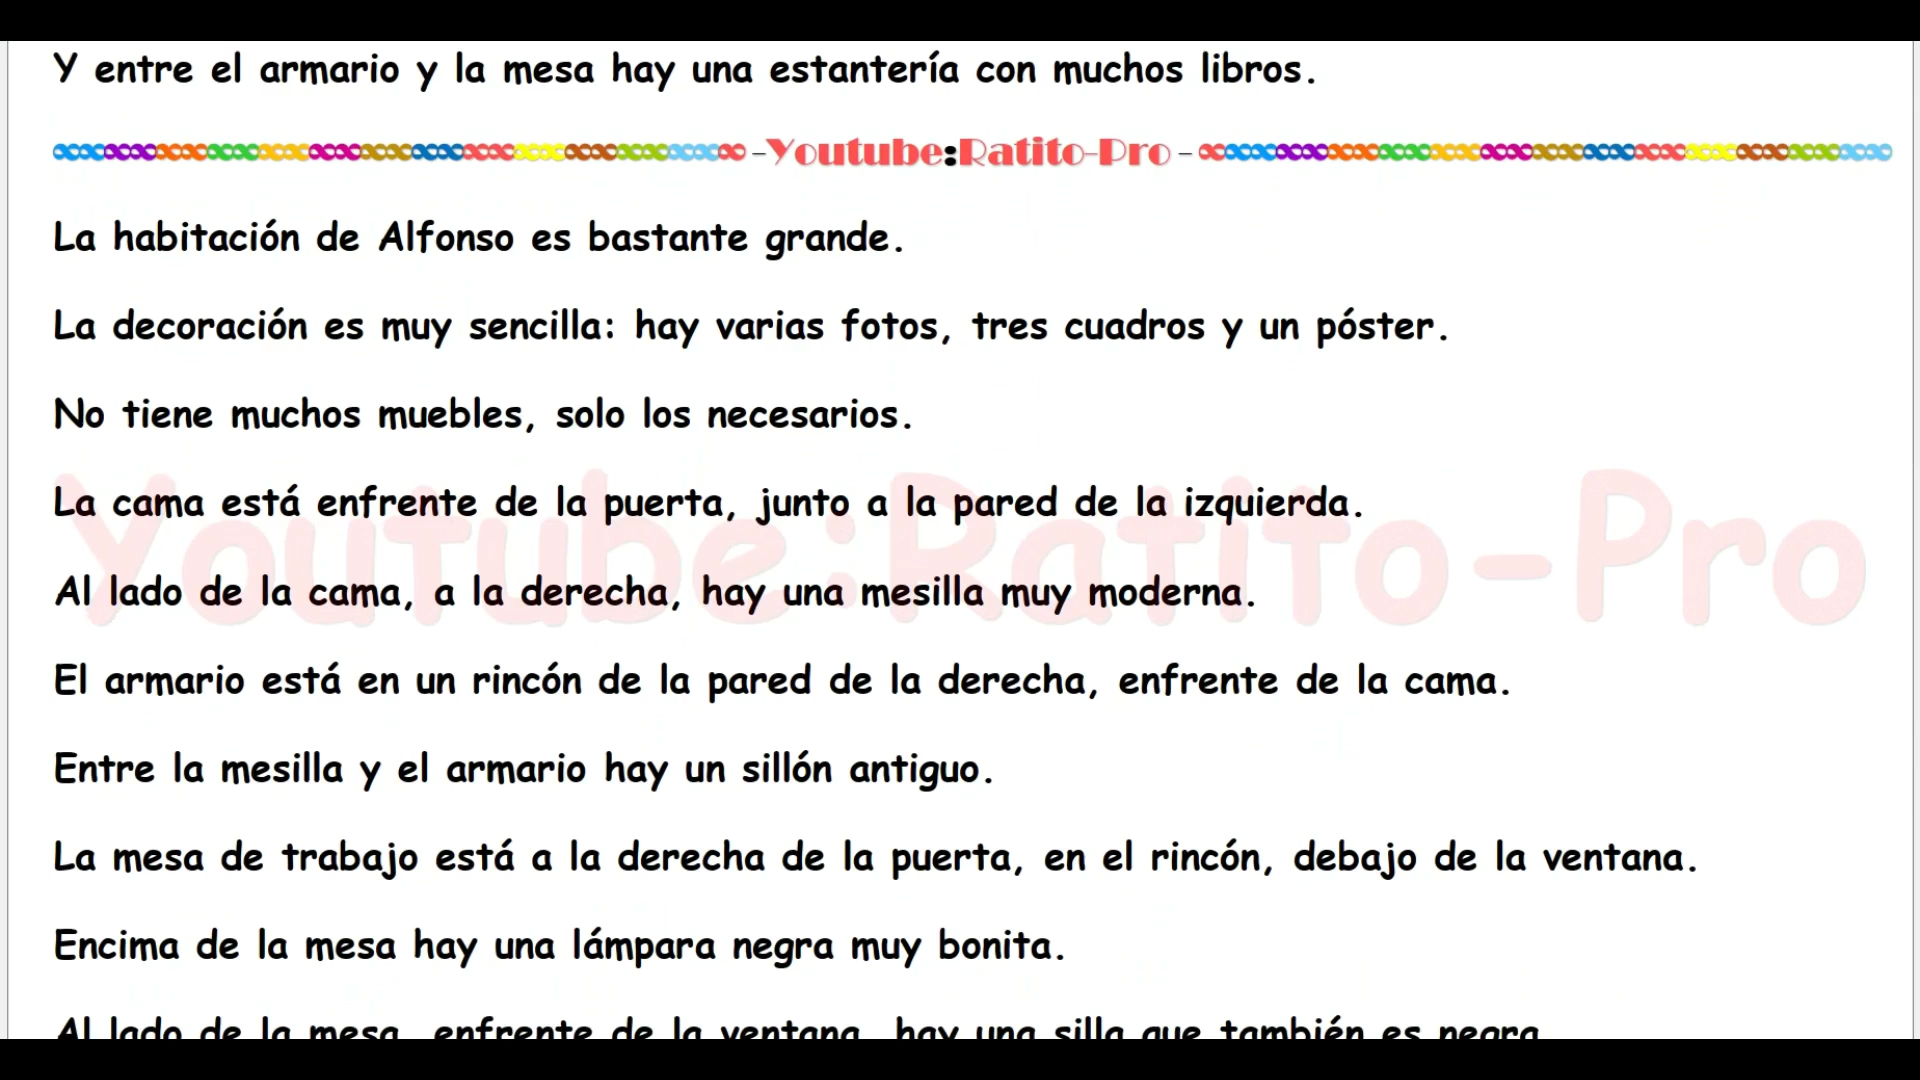 Y entre el armario y la mesa hay una estantería con muchos libros.
-Youtube:Ratito-Pro -
La habitación de Alfonso es bastante grande.
La decoración es muy sencilla: hay varias fotos, tres cuadros y un póster.
No tiene muchos muebles, solo los necesarios.
La cama está enfrente de la puerta, junto a la pared de la izquierda.
Youtube:Ratito-Pro
Al lado de la cama, a la derecha, hay una mesilla muy moderna.
El armario está en un rincón de la pared de la derecha, enfrente de la cama.
Entre la mesilla y el armario hay un sillón antiguo.
La mesa de trabajo está a la derecha de la puerta, en el rincón, debajo de la ventana.
Encima de la mesa hay una lámpara negra muy bonita.
Al lado de la mesa, enfrente de la ventana, hay una silla que también es negra